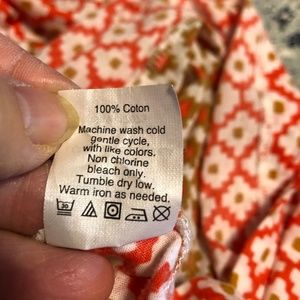 100% Coton
Machine wash cold
gentle cycle,
with like colors.
Non chlorine
bleach only.
Tumble dry low.
Warm iron as needed.
30